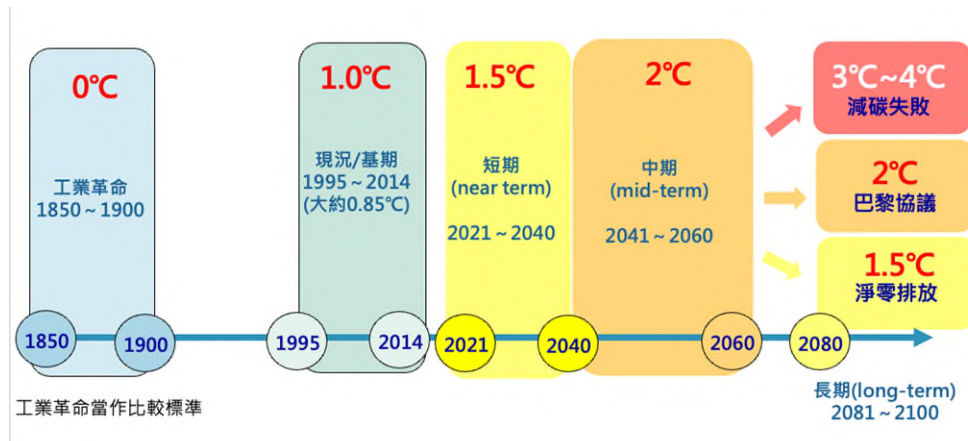 0℃
工業革命
1850～1900
1.0℃
現況/基期
1995～2014
(大約0.85℃)
1.5℃
短期
(near term)
2021～2040
2℃
中期
(mid-term)
2041～2060
3℃~4℃
減碳失敗
2℃
巴黎協議
1.5℃
淨零排放
1850
1900
1995
2014
2021
2040
2060
2080
工業革命當作比較標準
長期(long-term)
2081～2100